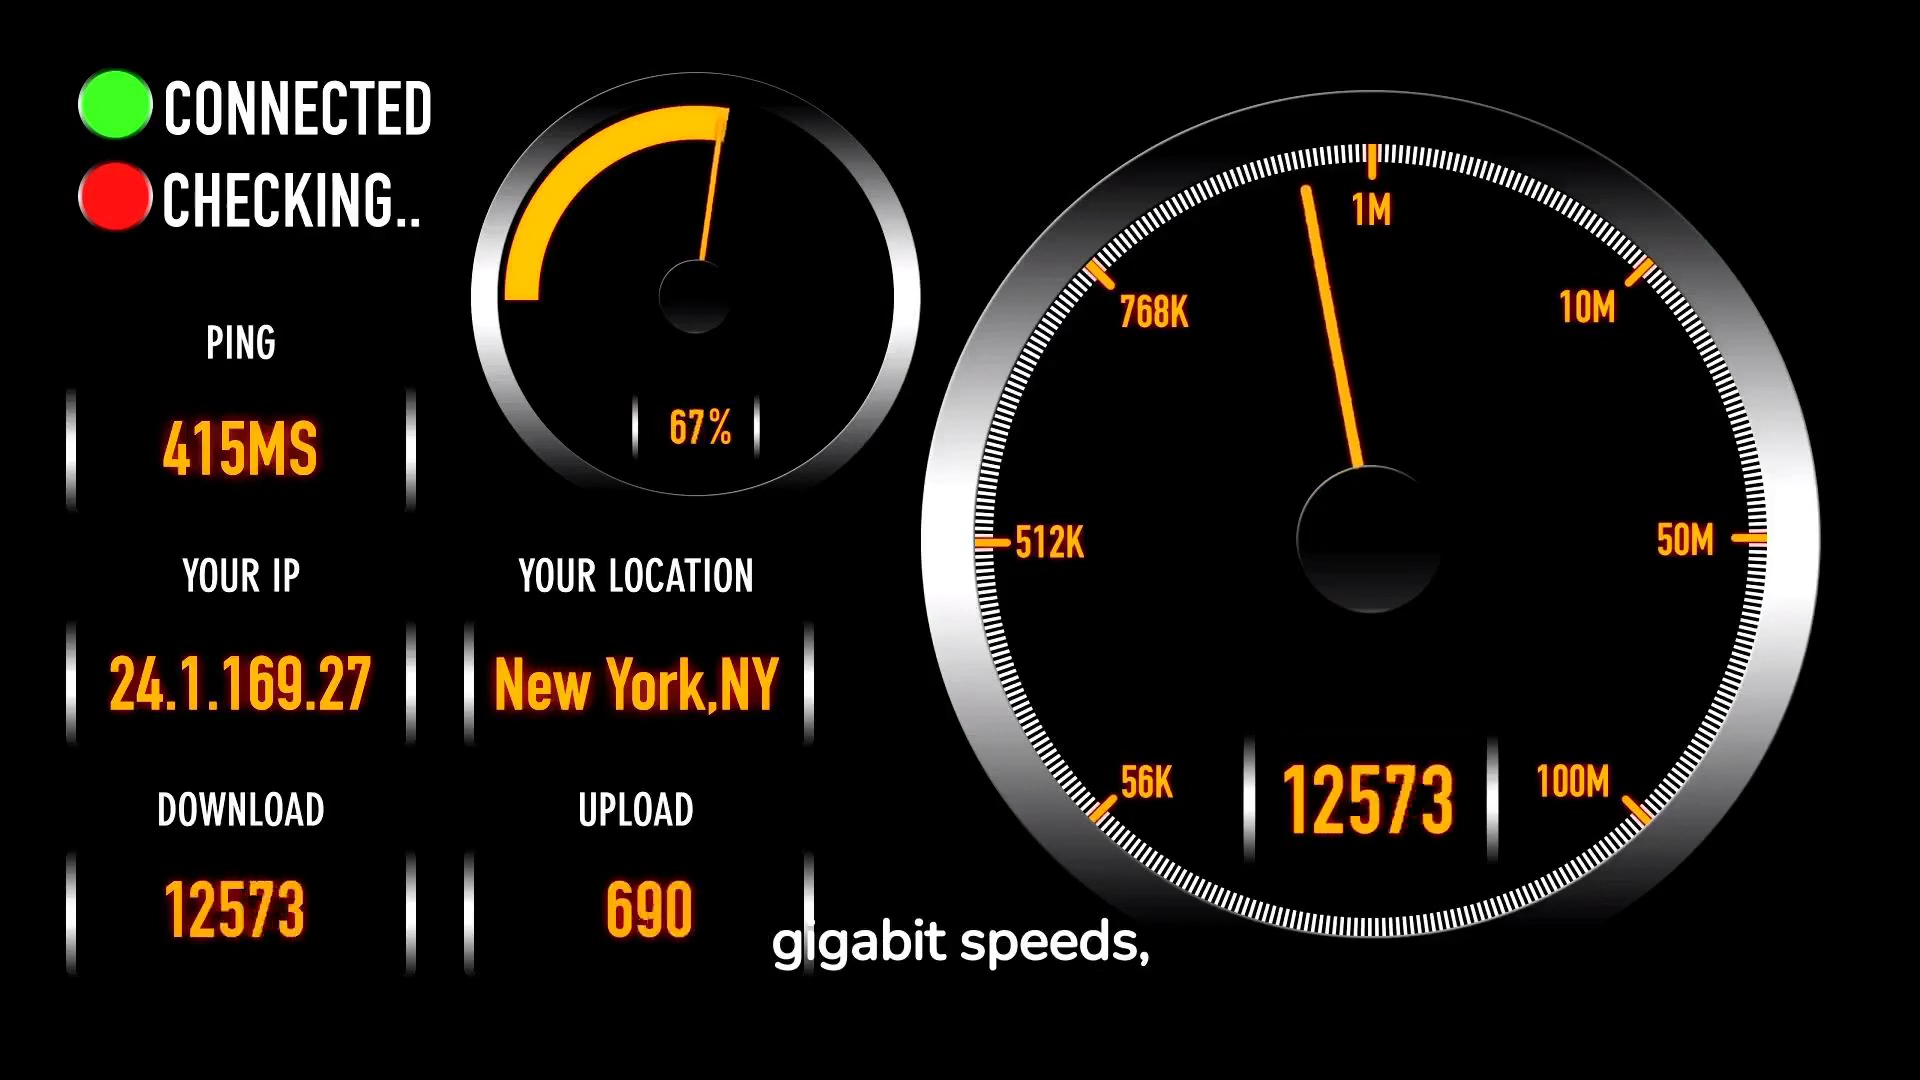 CONNECTED
CHECKING..
PING
415MS
67%
YOUR IP
24.1.169.27
YOUR LOCATION
New York,NY
DOWNLOAD
12573
UPLOAD
690
1M
768K
10M
512K
50M
56K
12573
100M
gigabit speeds,